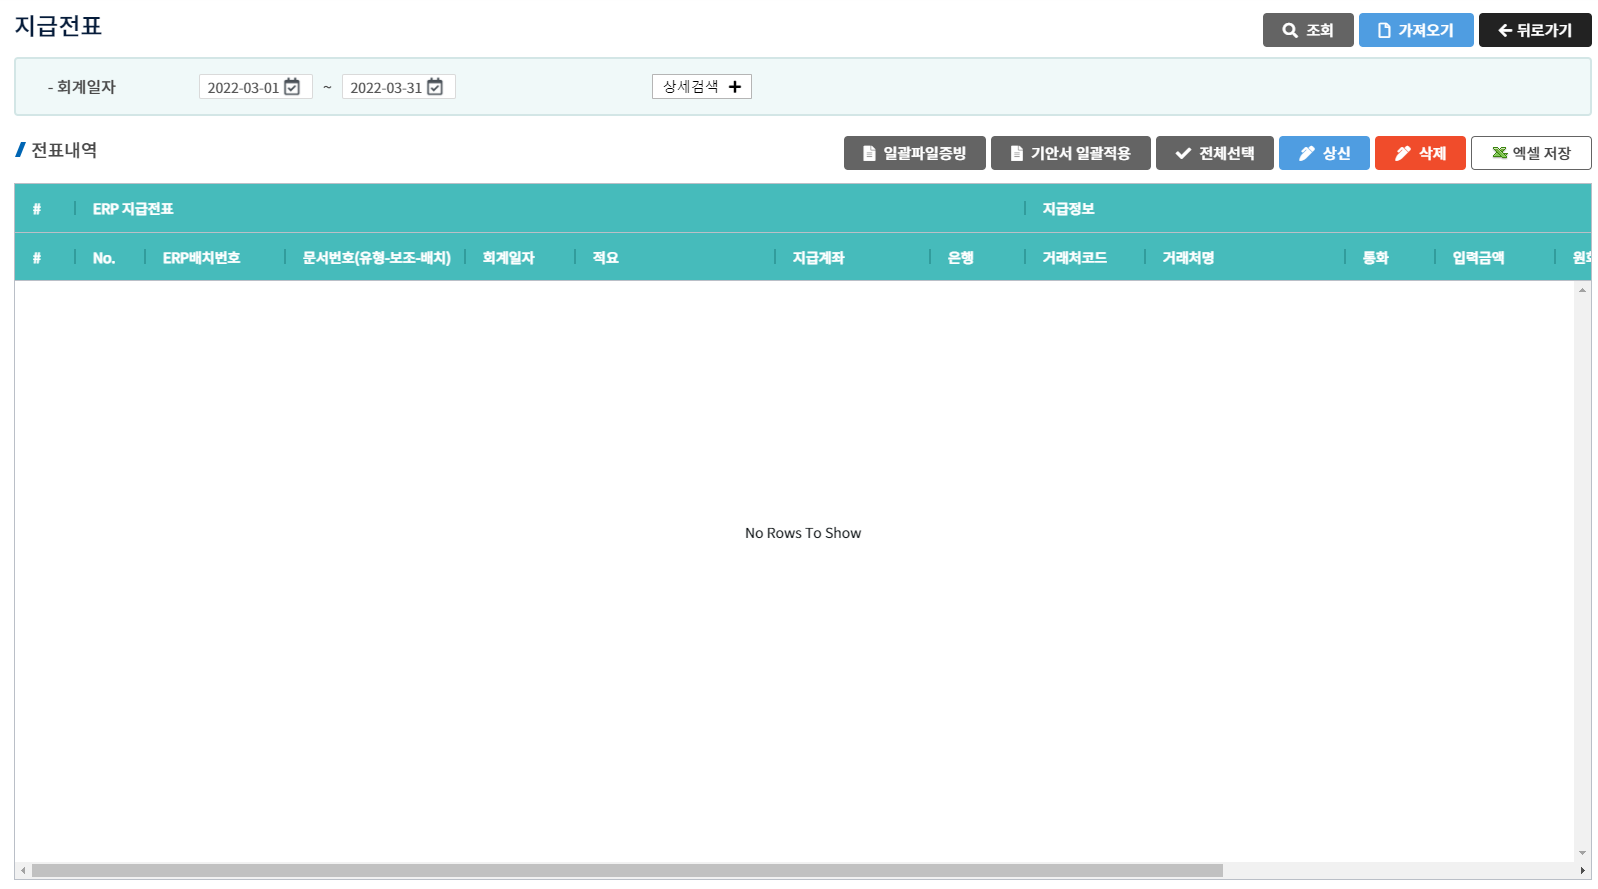 지급전표
조회 가져오기 뒤로가기
- 회계일자 2022-03-01 ~ 2022-03-31 상세검색 +
전표내역 일괄파일증빙 기안서 일괄적용 전체선택 상신 삭제 엑셀 저장
# ERP 지급전표 지급정보
# No. ERP배치번호 문서번호(유형-보조-배치) 회계일자 적요 지급계좌 은행 거래처코드 거래처명 통화 입력금액
No Rows To Show